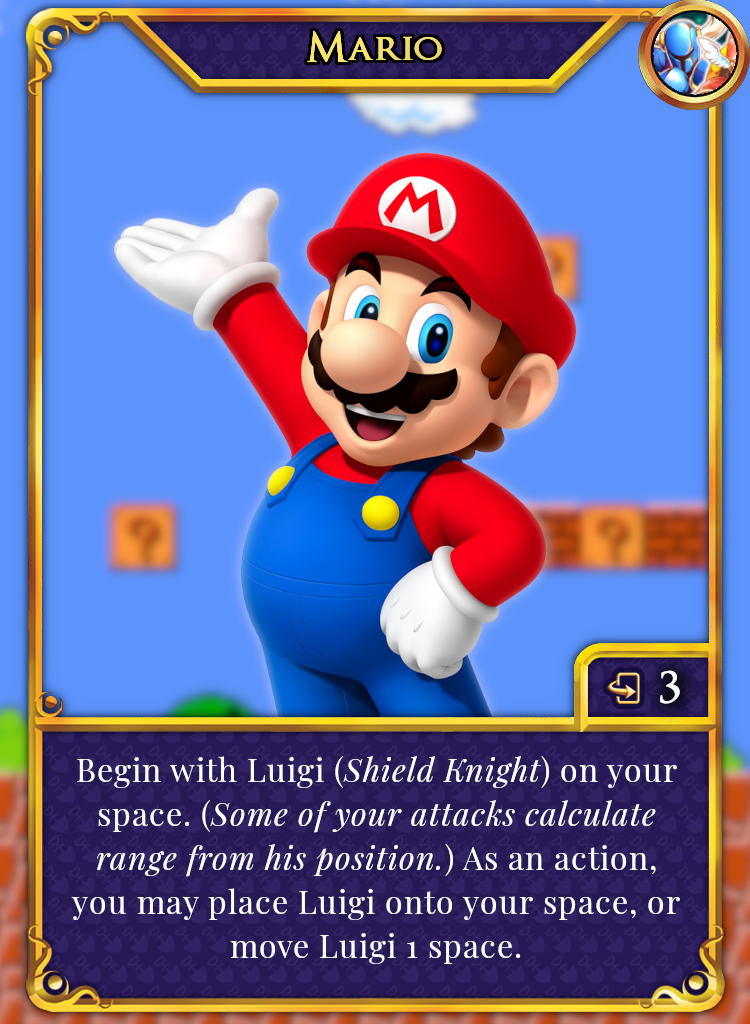 MARIO
M
?
?
?
3
Begin with Luigi (Shield Knight) on your
space. (Some of your attacks calculate
range from his position.) As an action,
you may place Luigi onto your space, or
move Luigi 1 space.